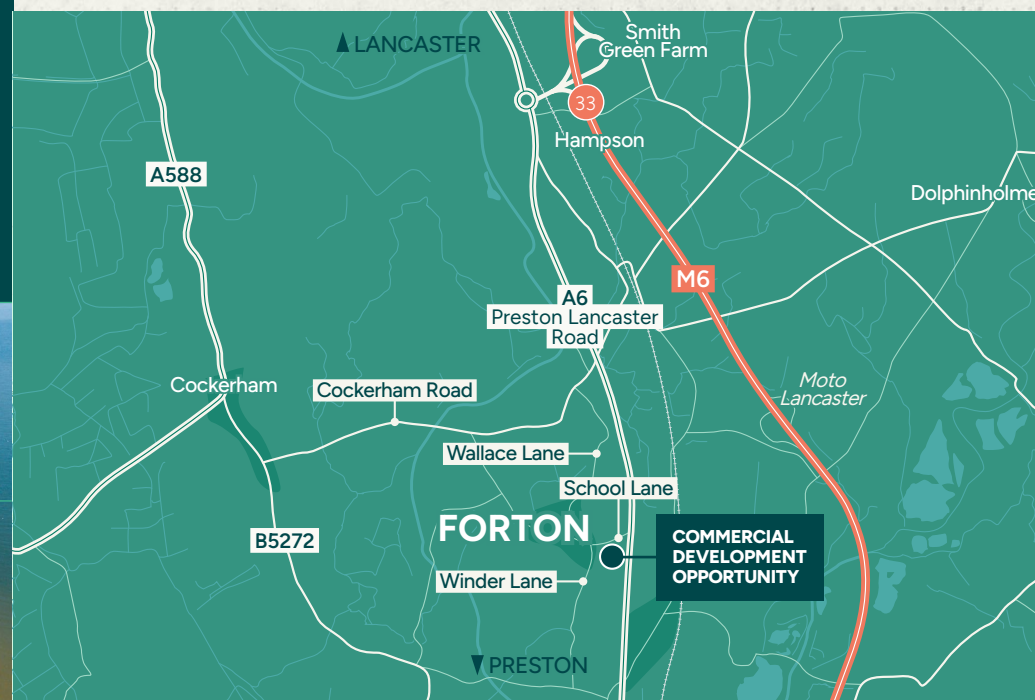 LANCASTER
Smith
Green Farm
33
Hampson
A588
Dolphinholme
M6
A6
Preston Lancaster
Road
Moto
Lancaster
Cockerham
Cockerham Road
Wallace Lane
School Lane
FORTON
B5272
COMMERCIAL
DEVELOPMENT
OPPORTUNITY
Winder Lane
PRESTON